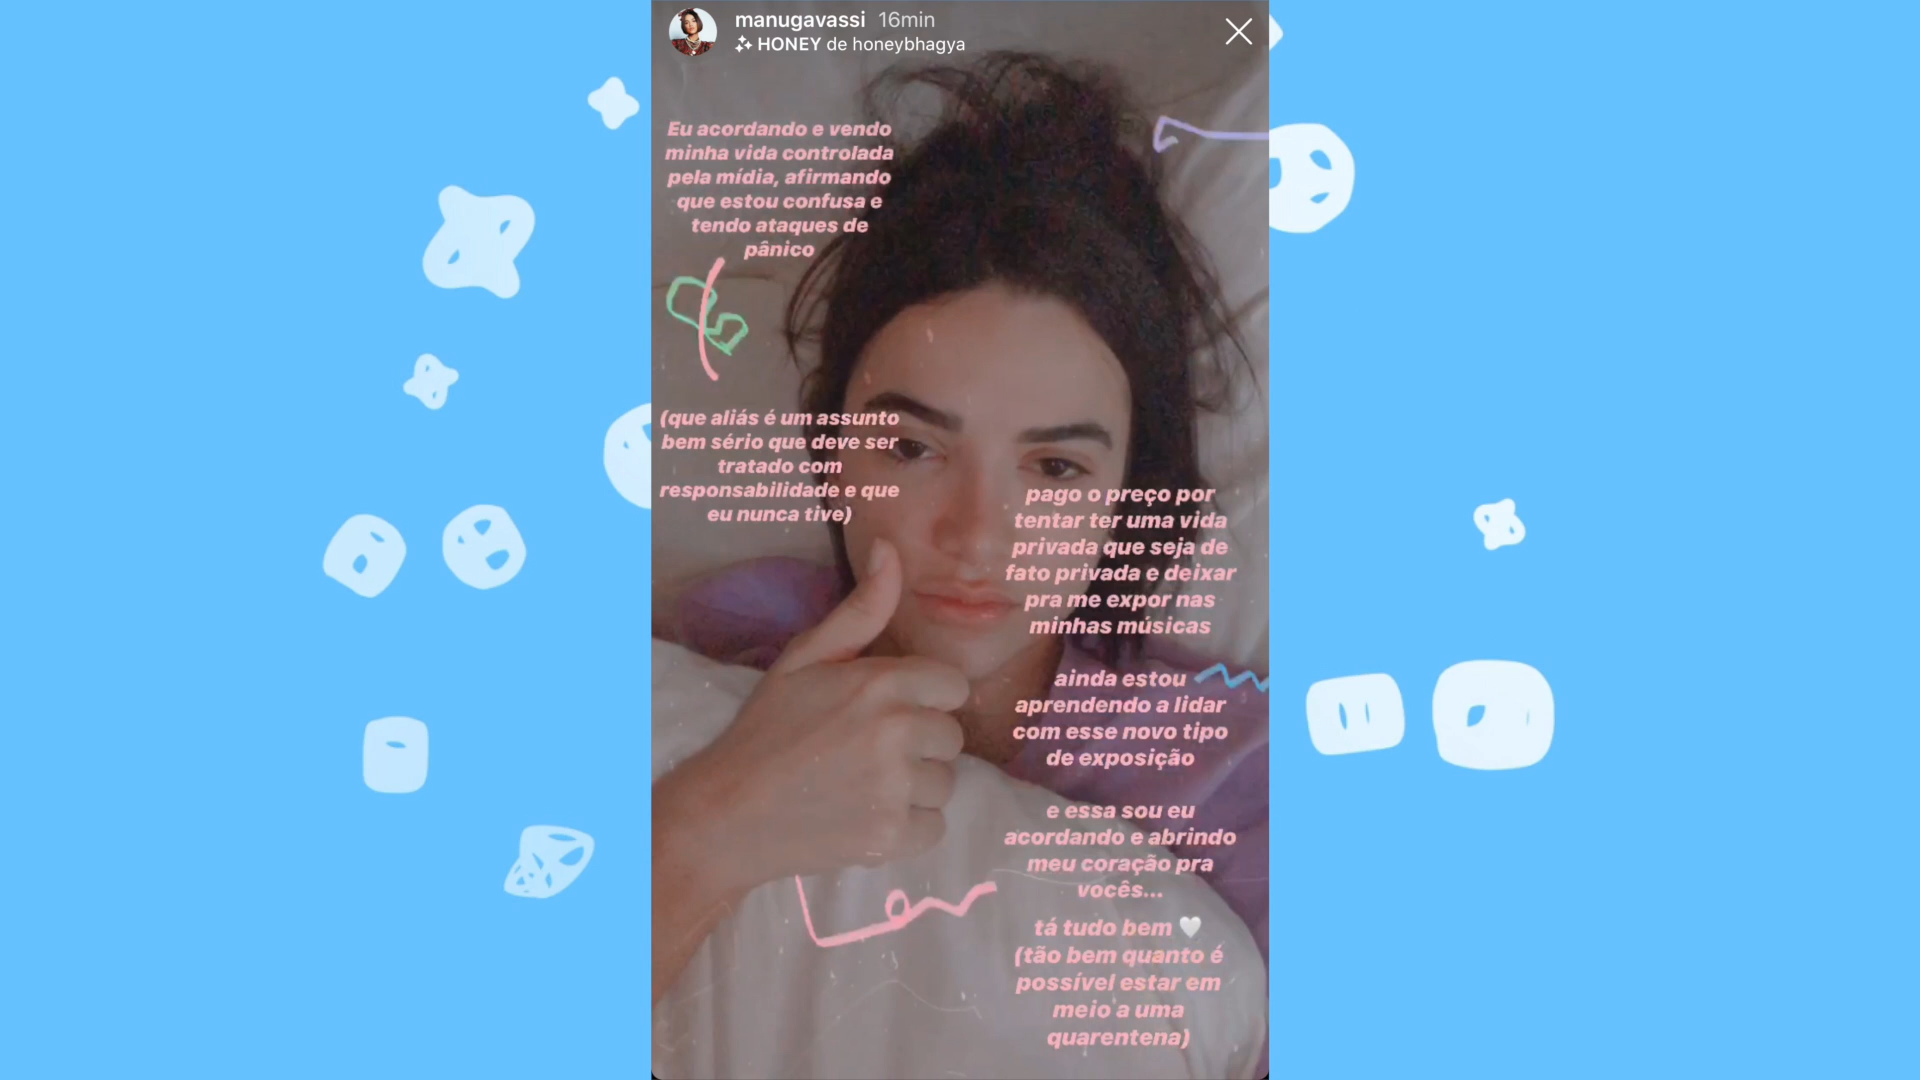 manugavassi 16min
HONEY de honeybhagya
Eu acordando e vendo
minha vida controlada
pela mídia, afirmando
que estou confusa e
tendo ataques de
pânico
(que aliás é um assunto
bem sério que deve ser
tratado com
responsabilidade e que
eu nunca tive)
pago o preço por
tentar ter uma vida
privada que seja de
fato privada e deixar
pra me expor nas
minhas músicas
ainda estou
aprendendo a lidar
com esse novo tipo
de exposição
e essa sou eu
acordando e abrindo
meu coração pra
vocês...
tá tudo bem 🤍
(tão bem quanto é
possível estar em
meio a uma
quarentena)